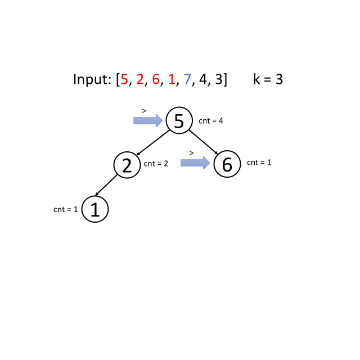 Input: [5, 2, 6, 1, 7, 4, 3] k = 3
>
5 cnt = 4
>
2 cnt = 2
6 cnt = 1
cnt = 1 1